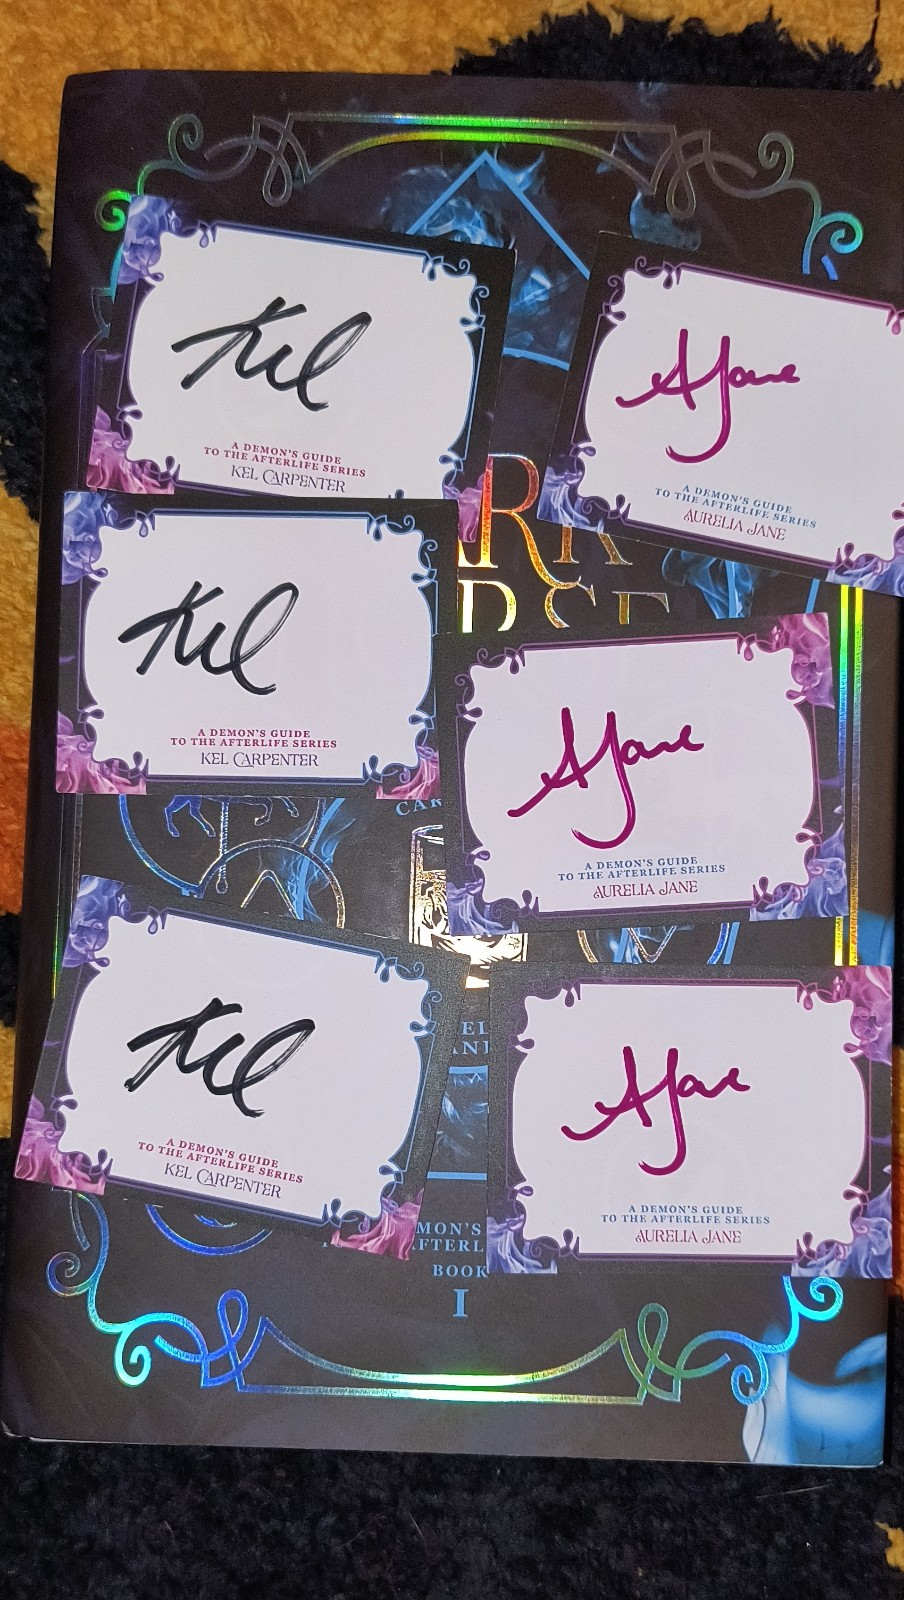 Kel
A DEMON'S GUIDE
TO THE AFTERLIFE SERIES
KEL CARPENTER
AJane
A DEMON'S GUIDE
TO THE AFTERLIFE SERIES
AURELIA JANE
Kel
A DEMON'S GUIDE
TO THE AFTERLIFE SERIES
KEL CARPENTER
AJane
A DEMON'S GUIDE
TO THE AFTERLIFE SERIES
AURELIA JANE
Kel
A DEMON'S GUIDE
TO THE AFTERLIFE SERIES
KEL CARPENTER
AJane
A DEMON'S GUIDE
TO THE AFTERLIFE SERIES
AURELIA JANE
BOOK
I